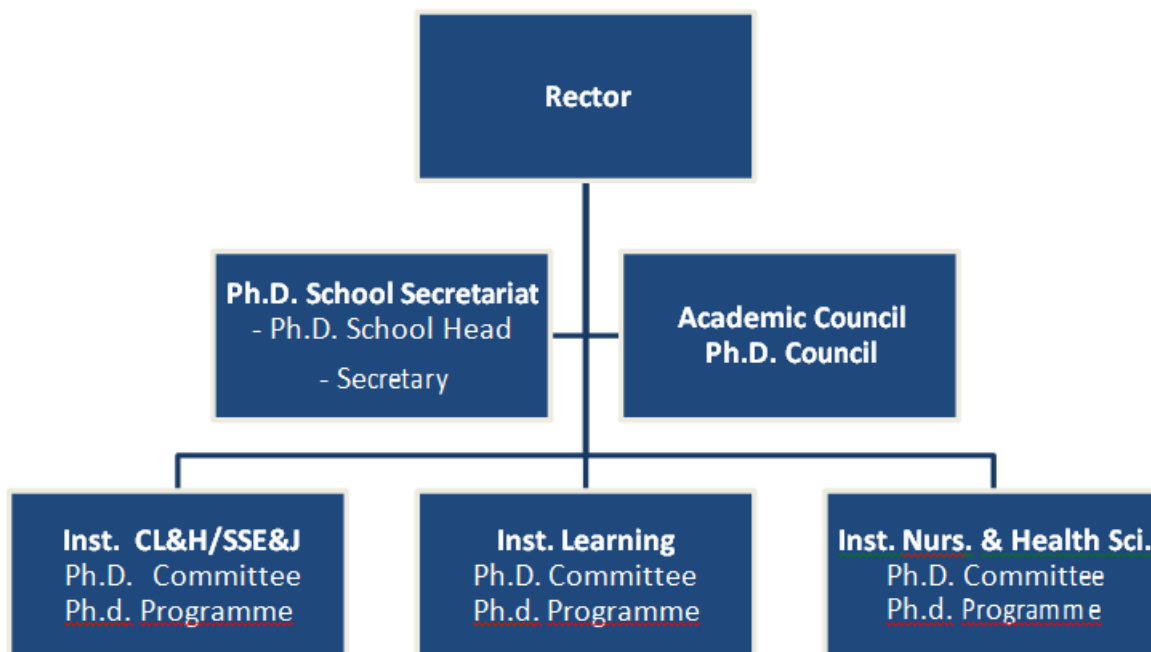 Rector
Ph.D. School Secretariat
- Ph.D. School Head
- Secretary
Academic Council
Ph.D. Council
Inst. CL&H/SSE&J
Ph.D. Committee
Ph.d. Programme
Inst. Learning
Ph.D. Committee
Ph.d. Programme
Inst. Nurs. & Health Sci.
Ph.D. Committee
Ph.d. Programme